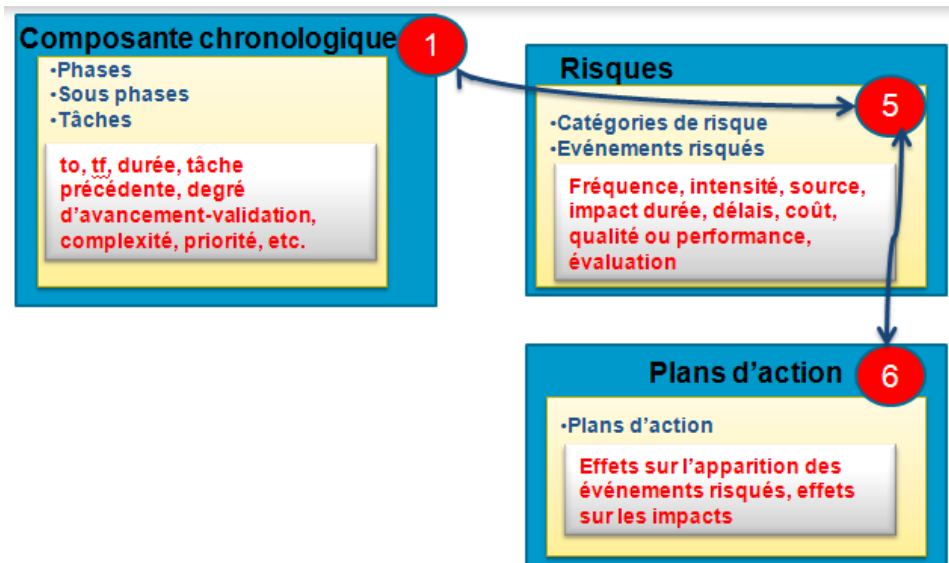 Composante chronologique
1
•Phases
•Sous phases
•Tâches
to, tf, durée, tâche
précédente, degré
d'avancement-validation,
complexité, priorité, etc.
Risques
5
•Catégories de risque
•Evénements risqués
Fréquence, intensité, source,
impact durée, délais, coût,
qualité ou performance,
évaluation
Plans d'action
6
•Plans d'action
Effets sur l'apparition des
événements risqués, effets
sur les impacts